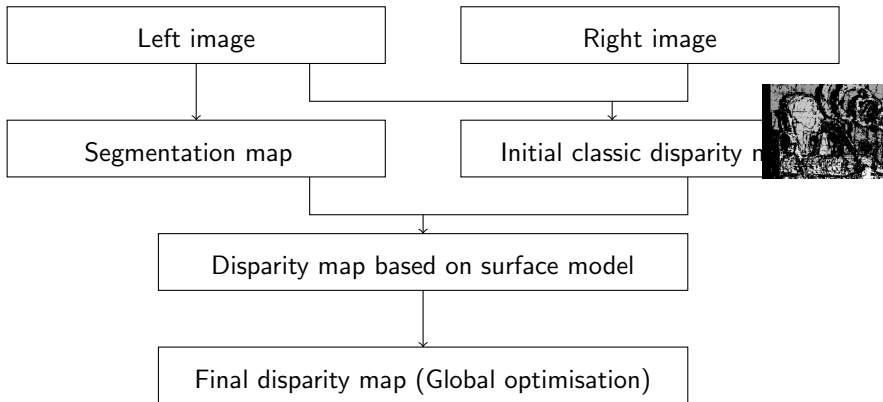 Left image
Right image
Segmentation map
Initial classic disparity
Disparity map based on surface model
Final disparity map (Global optimisation)